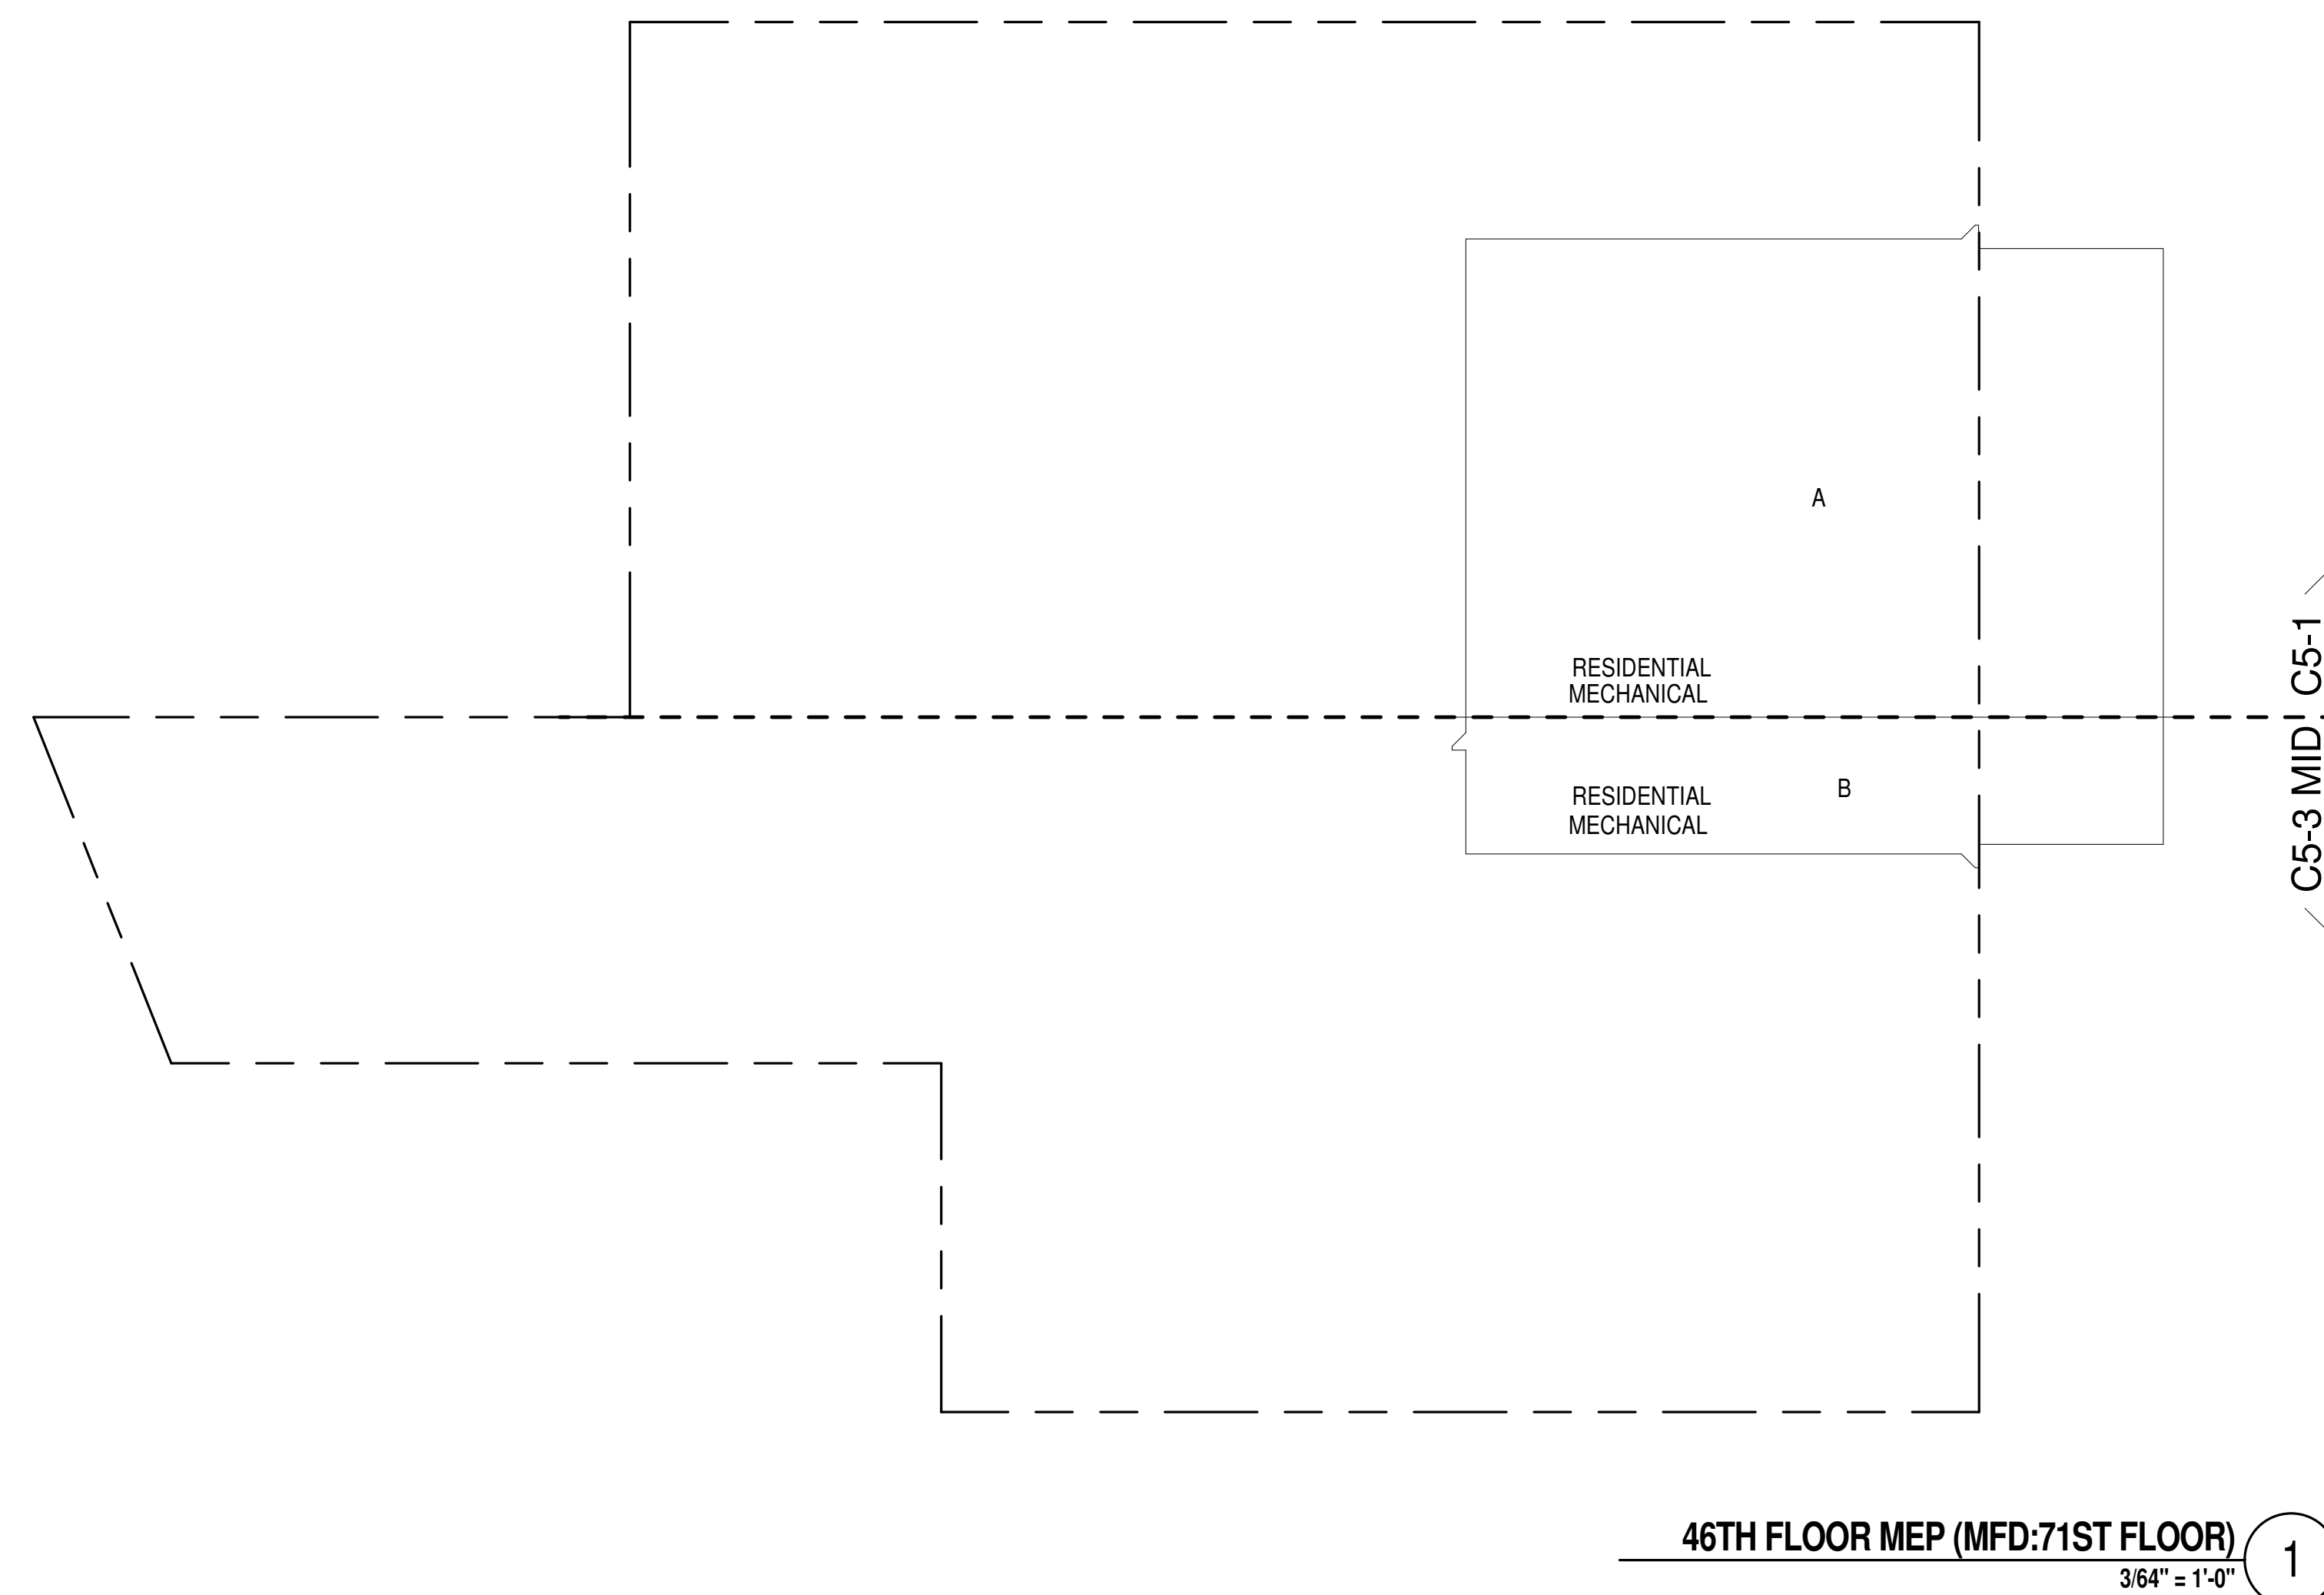 A
RESIDENTIAL
MECHANICAL
C5-1
C5-3 MID
B
RESIDENTIAL
MECHANICAL
46TH FLOOR MEP (MFD:71ST FLOOR)
3/64" = 1'-0"
1